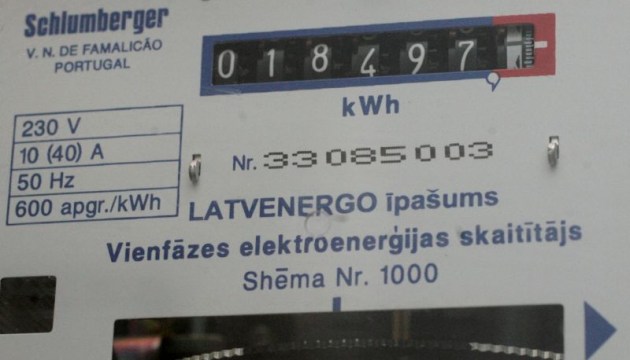 Schlumberger
V. N. DE FAMALICÃO
PORTUGAL
018497
kWh
230 V
10 (40) A
50 Hz
600 apgr./kWh
Nr. 33085003
LATVENERGO īpašums
Vienfāzes elektroenerģijas skaitītājs
Shēma Nr. 1000